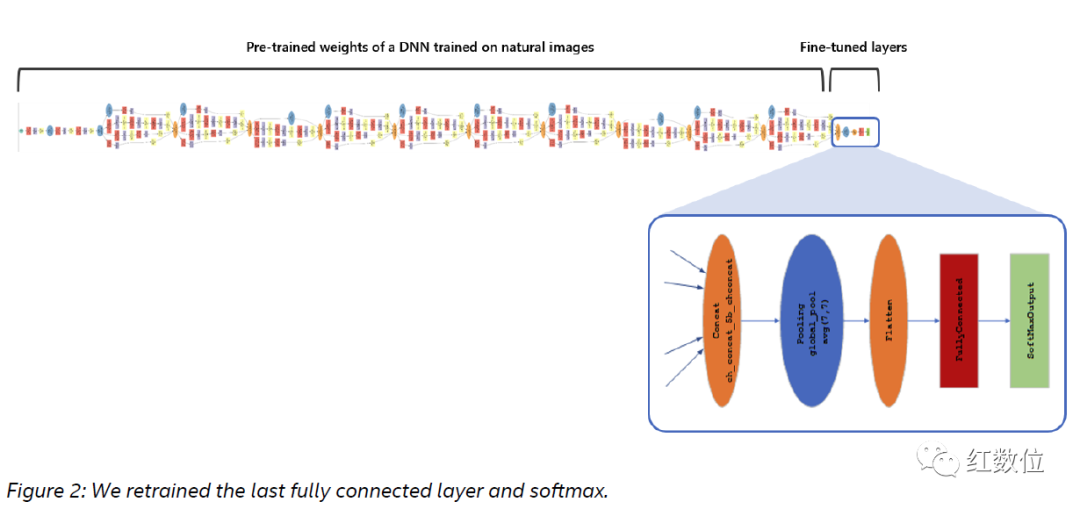 Pre-trained weights of a DNN trained on natural images
Fine-tuned layers
Concat
ch_concat_5b_chconcat
Pooling
global_pool
avg(7,7)
Flatten
FullyConnected
SoftMaxOutput
红数位
Figure 2: We retrained the last fully connected layer and softmax.